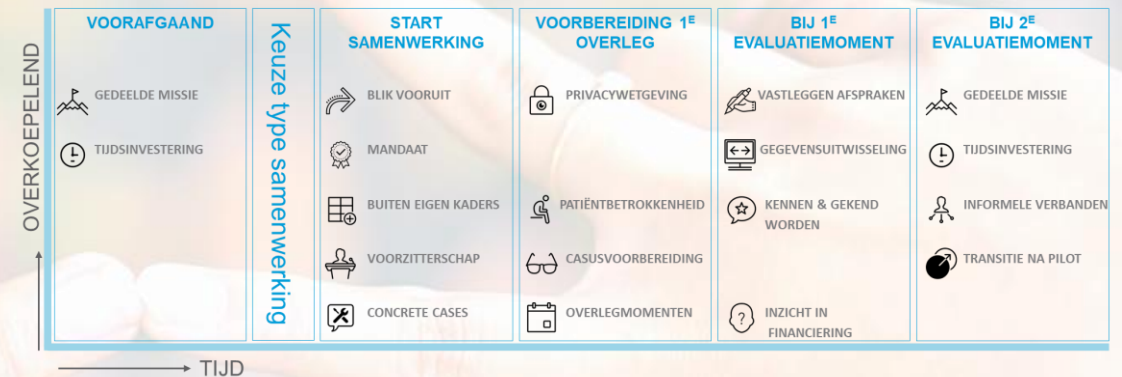 OVERKOEPELEND
VOORAFGAAND
GEDEELDE MISSIE
TIJDSINVESTERING
Keuze type samenwerking
START
SAMENWERKING
BLIK VOORUIT
MANDAAT
BUITEN EIGEN KADERS
VOORZITTERSCHAP
CONCRETE CASES
VOORBEREIDING 1E
OVERLEG
PRIVACYWETGEVING
PATIËNTBETROKKENHEID
CASUSVOORBEREIDING
OVERLEGMOMENTEN
BIJ 1E
EVALUATIEMOMENT
VASTLEGGEN AFSPRAKEN
GEGEVENSUITWISSELING
KENNEN & GEKEND
WORDEN
INZICHT IN
FINANCIERING
BIJ 2E
EVALUATIEMOMENT
GEDEELDE MISSIE
TIJDSINVESTERING
INFORMELE VERBANDEN
TRANSITIE NA PILOT
TIJD